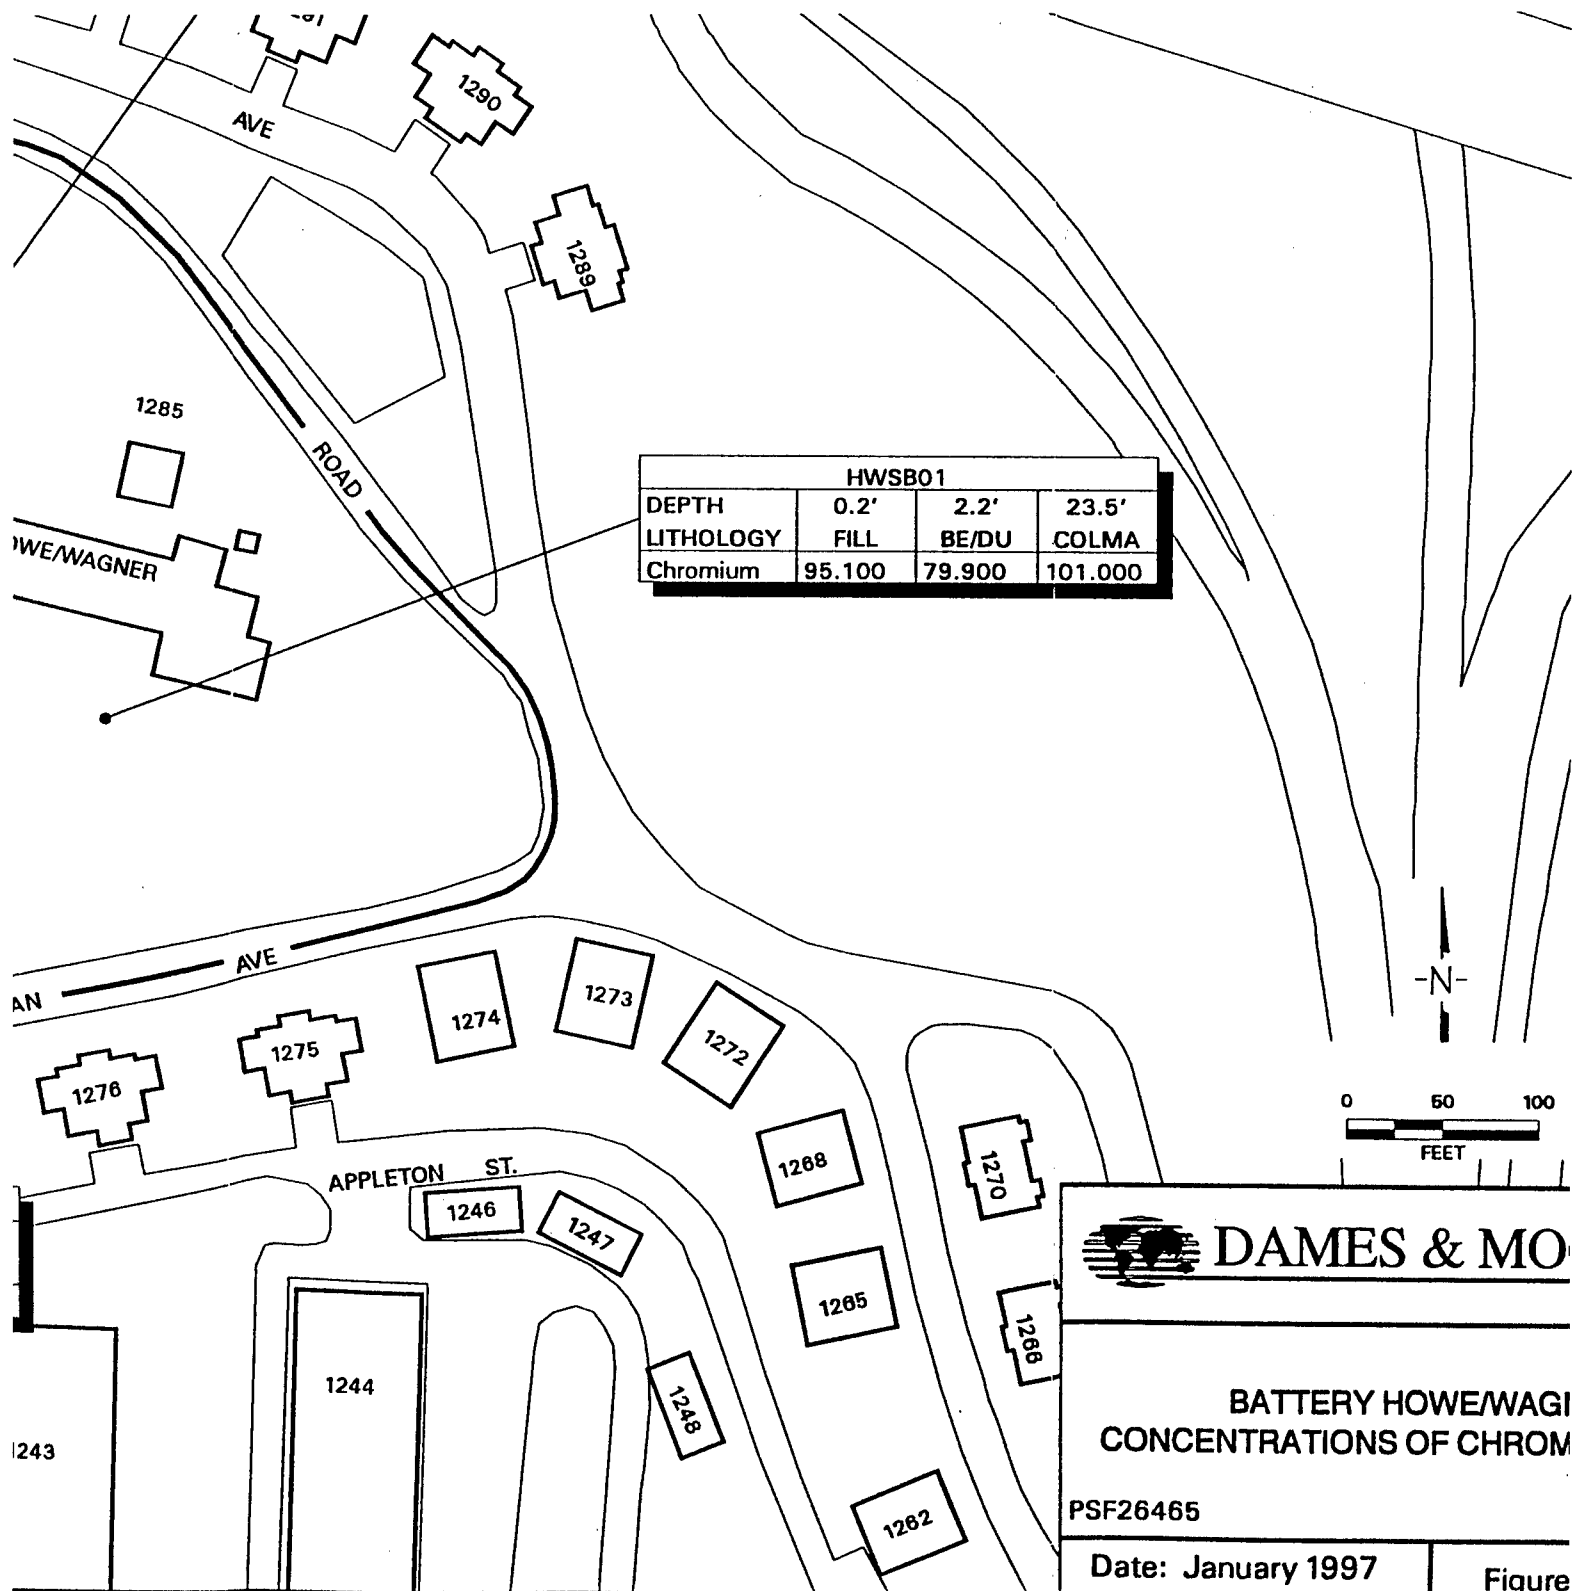 1290
AVE
1289
1285
ROAD
HWSB01
DEPTH 0.2' 2.2' 23.5'
LITHOLOGY FILL BE/DU COLMA
Chromium 95.100 79.900 101.000
OWE/WAGNER
AVE
AN
1274
1273
1272
1275
1276
-N-
0 50 100
FEET
1268
1270
APPLETON ST.
1246
1247
1265
1266
1244
1248
1243
1262
DAMES & MO
BATTERY HOWE/WAG
CONCENTRATIONS OF CHROM
PSF26465
Date: January 1997
Figure